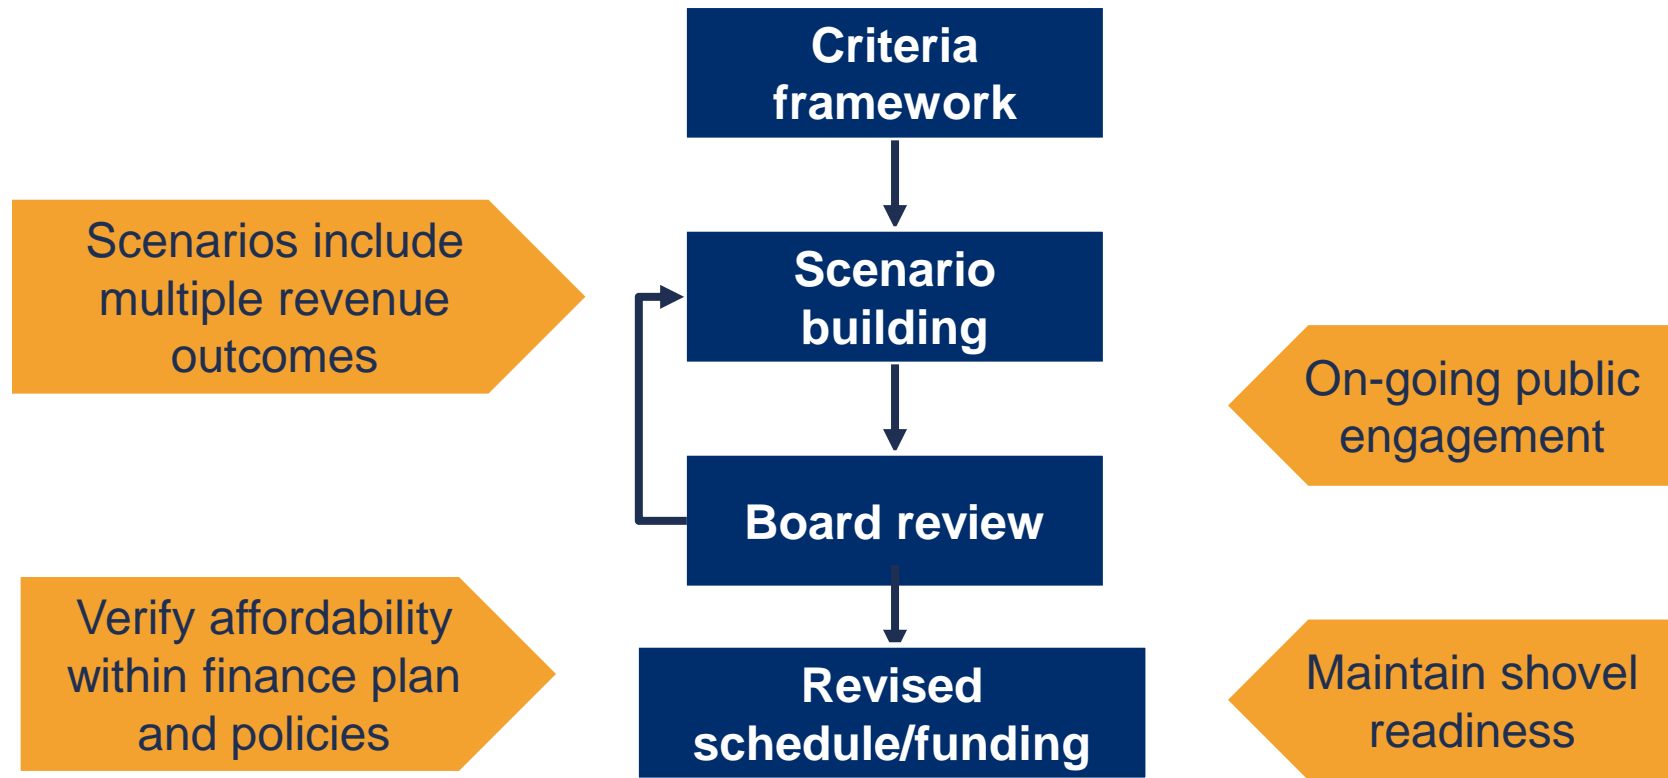 Criteria
framework
Scenarios include
multiple revenue
outcomes
Scenario
building
On-going public
engagement
Board review
Verify affordability
within finance plan
and policies
Revised
schedule/funding
Maintain shovel
readiness